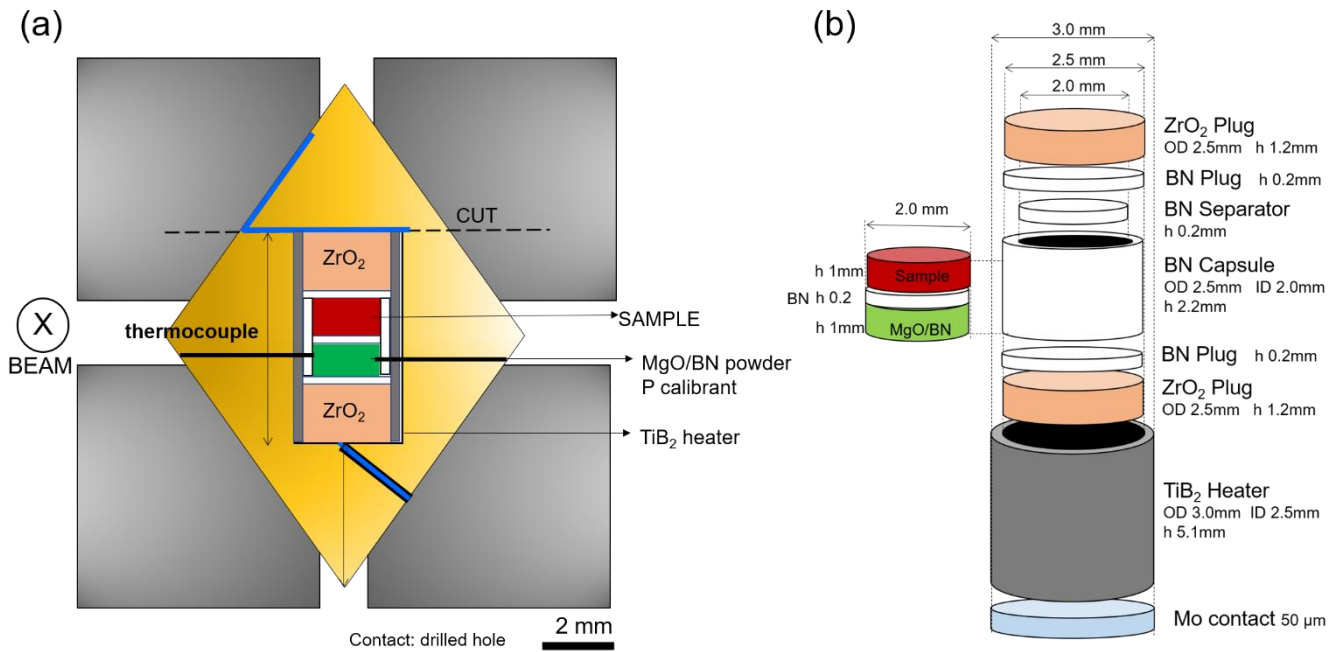 (a)
CUT
ZrO₂
thermocouple
X
BEAM
SAMPLE
MgO/BN powder
P calibrant
ZrO₂
TiB₂ heater
Contact: drilled hole
2 mm
(b)
3.0 mm
2.5 mm
2.0 mm
ZrO₂ Plug
OD 2.5mm h 1.2mm
BN Plug h 0.2mm
BN Separator
h 0.2mm
BN Capsule
OD 2.5mm ID 2.0mm
h 2.2mm
2.0 mm
h 1mm Sample
BN h 0.2
h 1mm MgO/BN
BN Plug h 0.2mm
ZrO₂ Plug
OD 2.5mm h 1.2mm
TiB₂ Heater
OD 3.0mm ID 2.5mm
h 5.1mm
Mo contact 50 µm